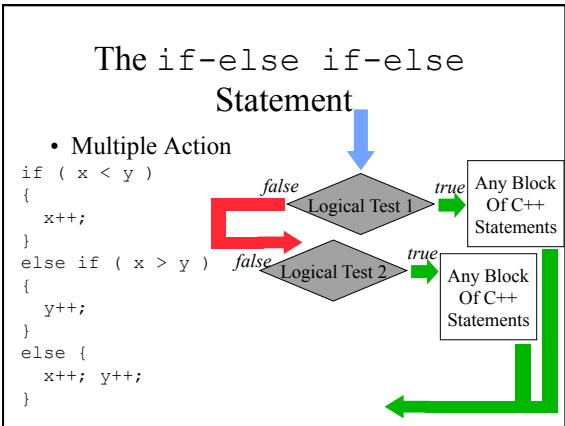 The if-else if-else
Statement
• Multiple Action
if ( x < y )
{
x++;
}
else if ( x > y )
{
y++;
}
else {
x++; y++;
}
false
Logical Test 1
true
Any Block
Of C++
Statements
false
Logical Test 2
true
Any Block
Of C++
Statements